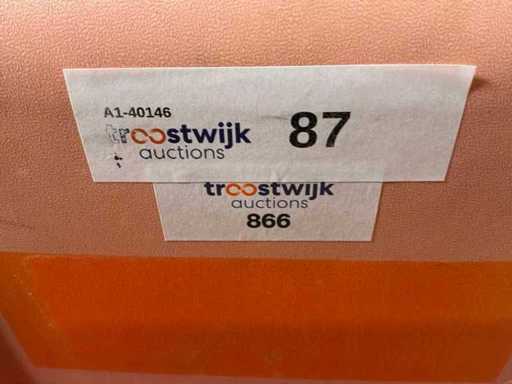 A1-40146
troostwijk 87
auctions
troostwijk
auctions
866